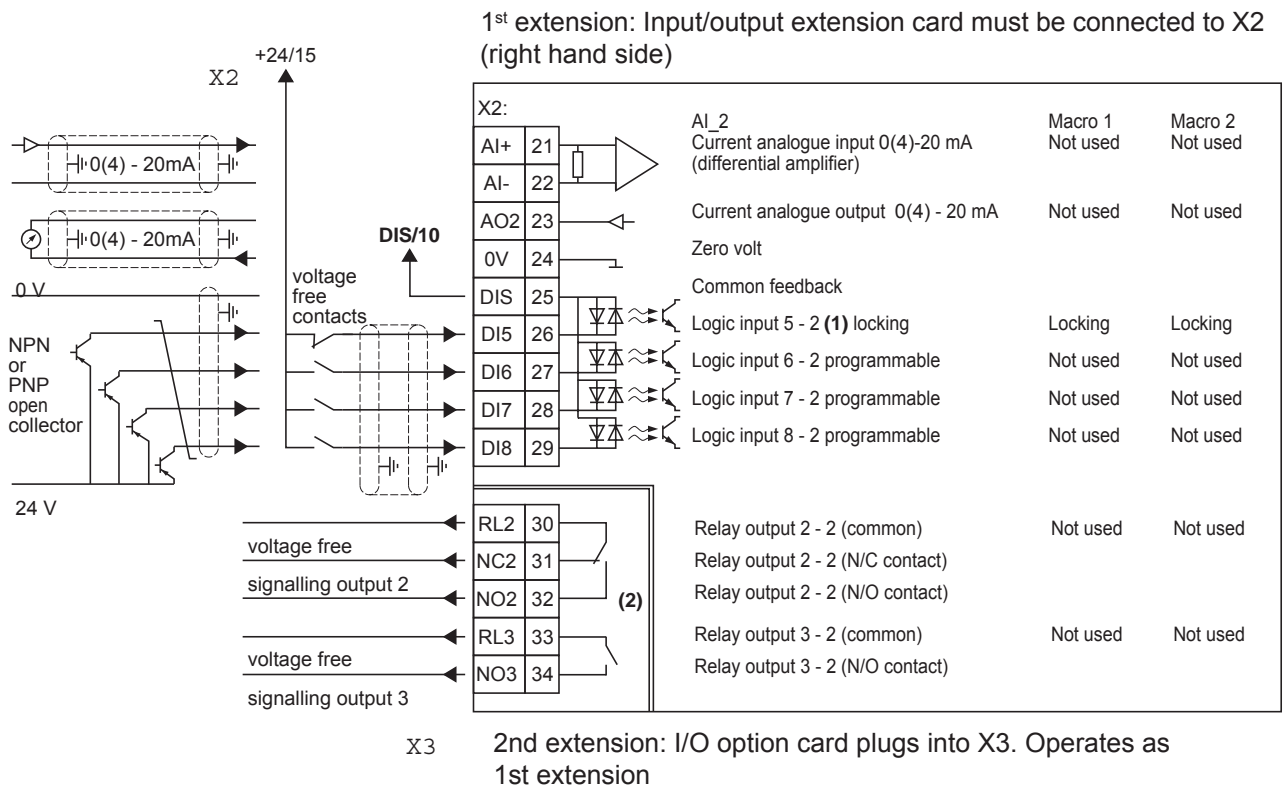 1st extension: Input/output extension card must be connected to X2
(right hand side)
+24/15
X2
X2:
AI_2 Macro 1 Macro 2
AI+ 21 Current analogue input 0(4)-20 mA Not used Not used
(differential amplifier)
0(4) - 20mA
AI- 22
AO2 23 Current analogue output 0(4) - 20 mA Not used Not used
0(4) - 20mA
DIS/10
0V 24 Zero volt
voltage
free
contacts
0 V
DIS 25 Common feedback
DI5 26 Logic input 5 - 2 (1) locking Locking Locking
NPN
or
PNP
open
collector
DI6 27 Logic input 6 - 2 programmable Not used Not used
DI7 28 Logic input 7 - 2 programmable Not used Not used
DI8 29 Logic input 8 - 2 programmable Not used Not used
24 V
RL2 30 Relay output 2 - 2 (common) Not used Not used
voltage free
NC2 31 Relay output 2 - 2 (N/C contact)
signalling output 2
NO2 32 (2) Relay output 2 - 2 (N/O contact)
RL3 33 Relay output 3 - 2 (common) Not used Not used
voltage free
NO3 34 Relay output 3 - 2 (N/O contact)
signalling output 3
X3
2nd extension: I/O option card plugs into X3. Operates as
1st extension